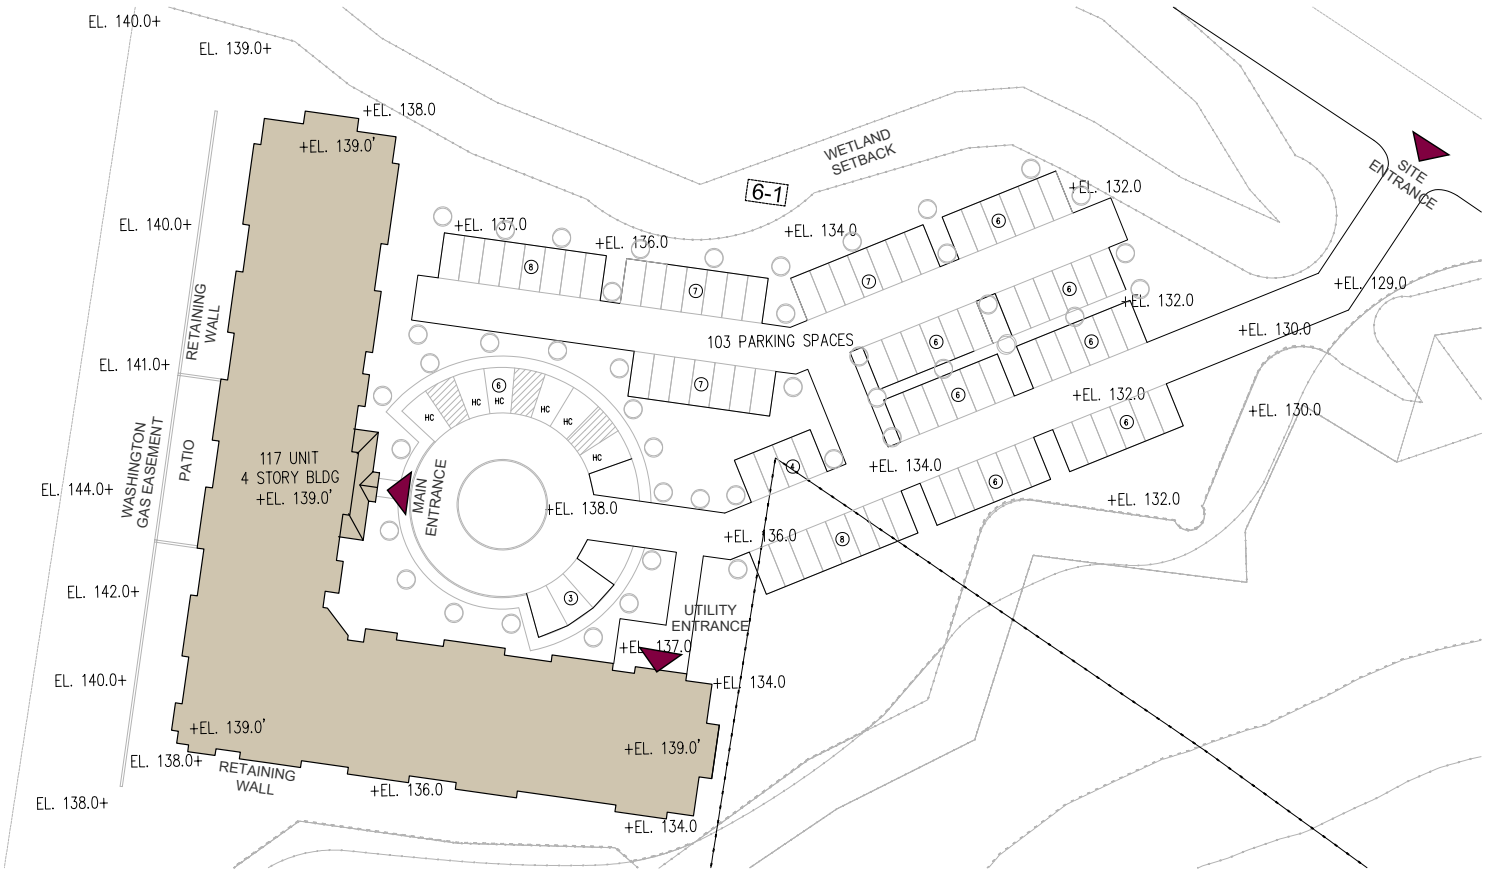 EL. 140.0+
EL. 139.0+
+EL. 138.0
+EL. 139.0'
WETLAND
SETBACK
SITE
ENTRANCE
6-1
+EL. 132.0
6
EL. 140.0+
+EL. 137.0
+EL. 136.0
+EL. 134.0
8
7
7
6
+EL. 129.0
+EL. 132.0
RETAINING
WALL
+EL. 130.0
103 PARKING SPACES
6
6
EL. 141.0+
7
6
HC
HC
HC
HC
HC
HC
6
+EL. 132.0
+EL. 130.0
6
WASHINGTON
GAS EASEMENT
PATIO
117 UNIT
4 STORY BLDG
+EL. 139.0'
4
+EL. 134.0
6
EL. 144.0+
MAIN
ENTRANCE
+EL. 138.0
+EL. 132.0
+EL. 136.0
8
EL. 142.0+
3
UTILITY
ENTRANCE
+EL. 137.0
EL. 140.0+
+EL. 134.0
+EL. 139.0'
+EL. 139.0'
EL. 138.0+
RETAINING
WALL
+EL. 136.0
EL. 138.0+
+EL. 134.0